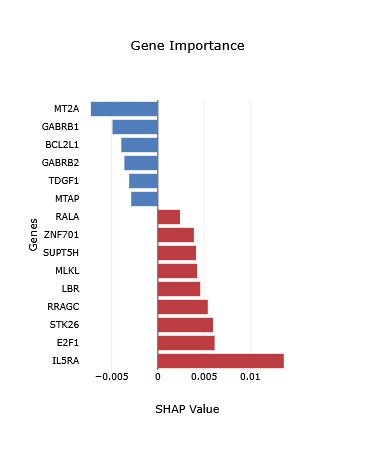 Gene Importance
MT2A
GABRB1
BCL2L1
GABRB2
TDGF1
MTAP
RALA
ZNF701
SUPT5H
MLKL
LBR
RRAGC
STK26
E2F1
IL5RA
Genes
−0.005 0 0.005 0.01
SHAP Value